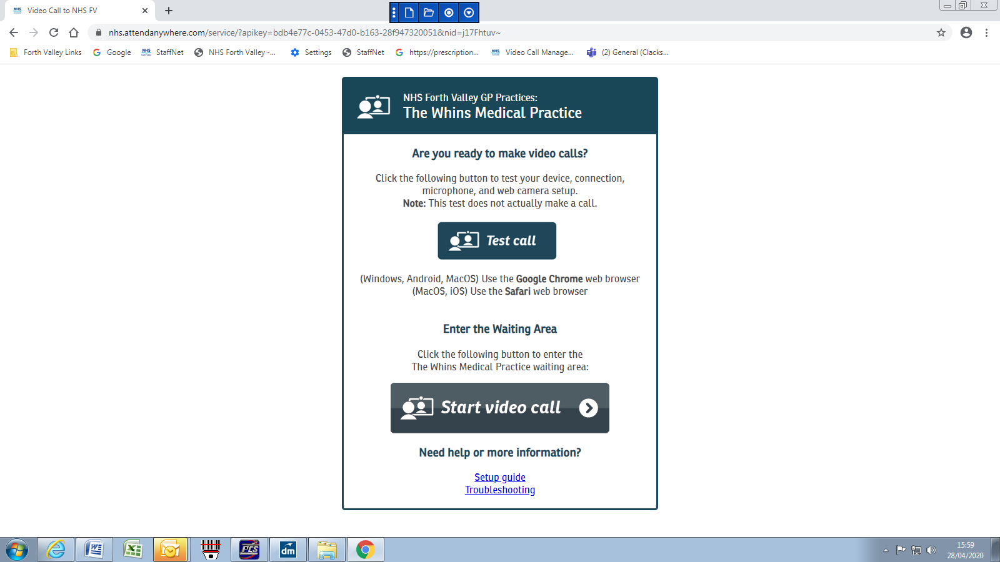 Video Call to NHS FV
nhs.attendanywhere.com/service/?apikey=bdb4e77c-0453-47d0-b163-28f947320051&nid=j17Fhtuv~
Forth Valley Links Google StaffNet NHS Forth Valley -... Settings StaffNet https://prescription... Video Call Manage... (2) General (Clacks...
NHS Forth Valley GP Practices:
The Whins Medical Practice
Are you ready to make video calls?
Click the following button to test your device, connection,
microphone, and web camera setup.
Note: This test does not actually make a call.
Test call
(Windows, Android, MacOS) Use the Google Chrome web browser
(MacOS, iOS) Use the Safari web browser
Enter the Waiting Area
Click the following button to enter the
The Whins Medical Practice waiting area:
Start video call
Need help or more information?
Setup guide
Troubleshooting
PCS
dm
15:59
28/04/2020